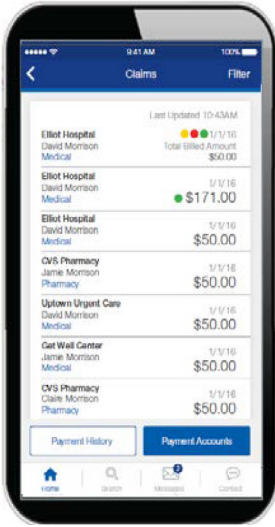 9:41 AM 100%
Claims Filter
Last Updated 10:43AM
Elliot Hospital 1/1/16
David Morrison Total Billed Amount
Medical $50.00
Elliot Hospital
David Morrison 1/1/16
Medical $171.00
Elliot Hospital
David Morrison 1/1/16
Medical $50.00
CVS Pharmacy
Jamie Morrison 1/1/16
Pharmacy $50.00
Uptown Urgent Care
David Morrison 1/1/16
Medical $50.00
Get Well Center
Jamie Morrison 1/1/16
Medical $50.00
CVS Pharmacy
Claire Morrison 1/1/16
Pharmacy $50.00
Payment History Payment Accounts
Home Search Messages Contact